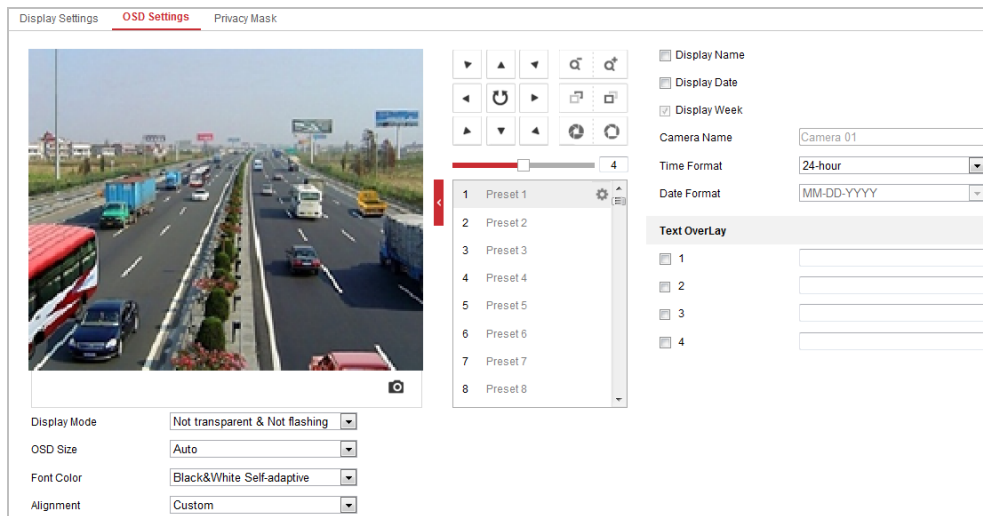 Display Settings OSD Settings Privacy Mask
Display Name
Display Date
Display Week
Camera Name Camera 01
Time Format 24-hour
Date Format MM-DD-YYYY
Text OverLay
1
2
3
4
4
1 Preset 1
2 Preset 2
3 Preset 3
4 Preset 4
5 Preset 5
6 Preset 6
7 Preset 7
8 Preset 8
Display Mode Not transparent & Not flashing
OSD Size Auto
Font Color Black&White Self-adaptive
Alignment Custom